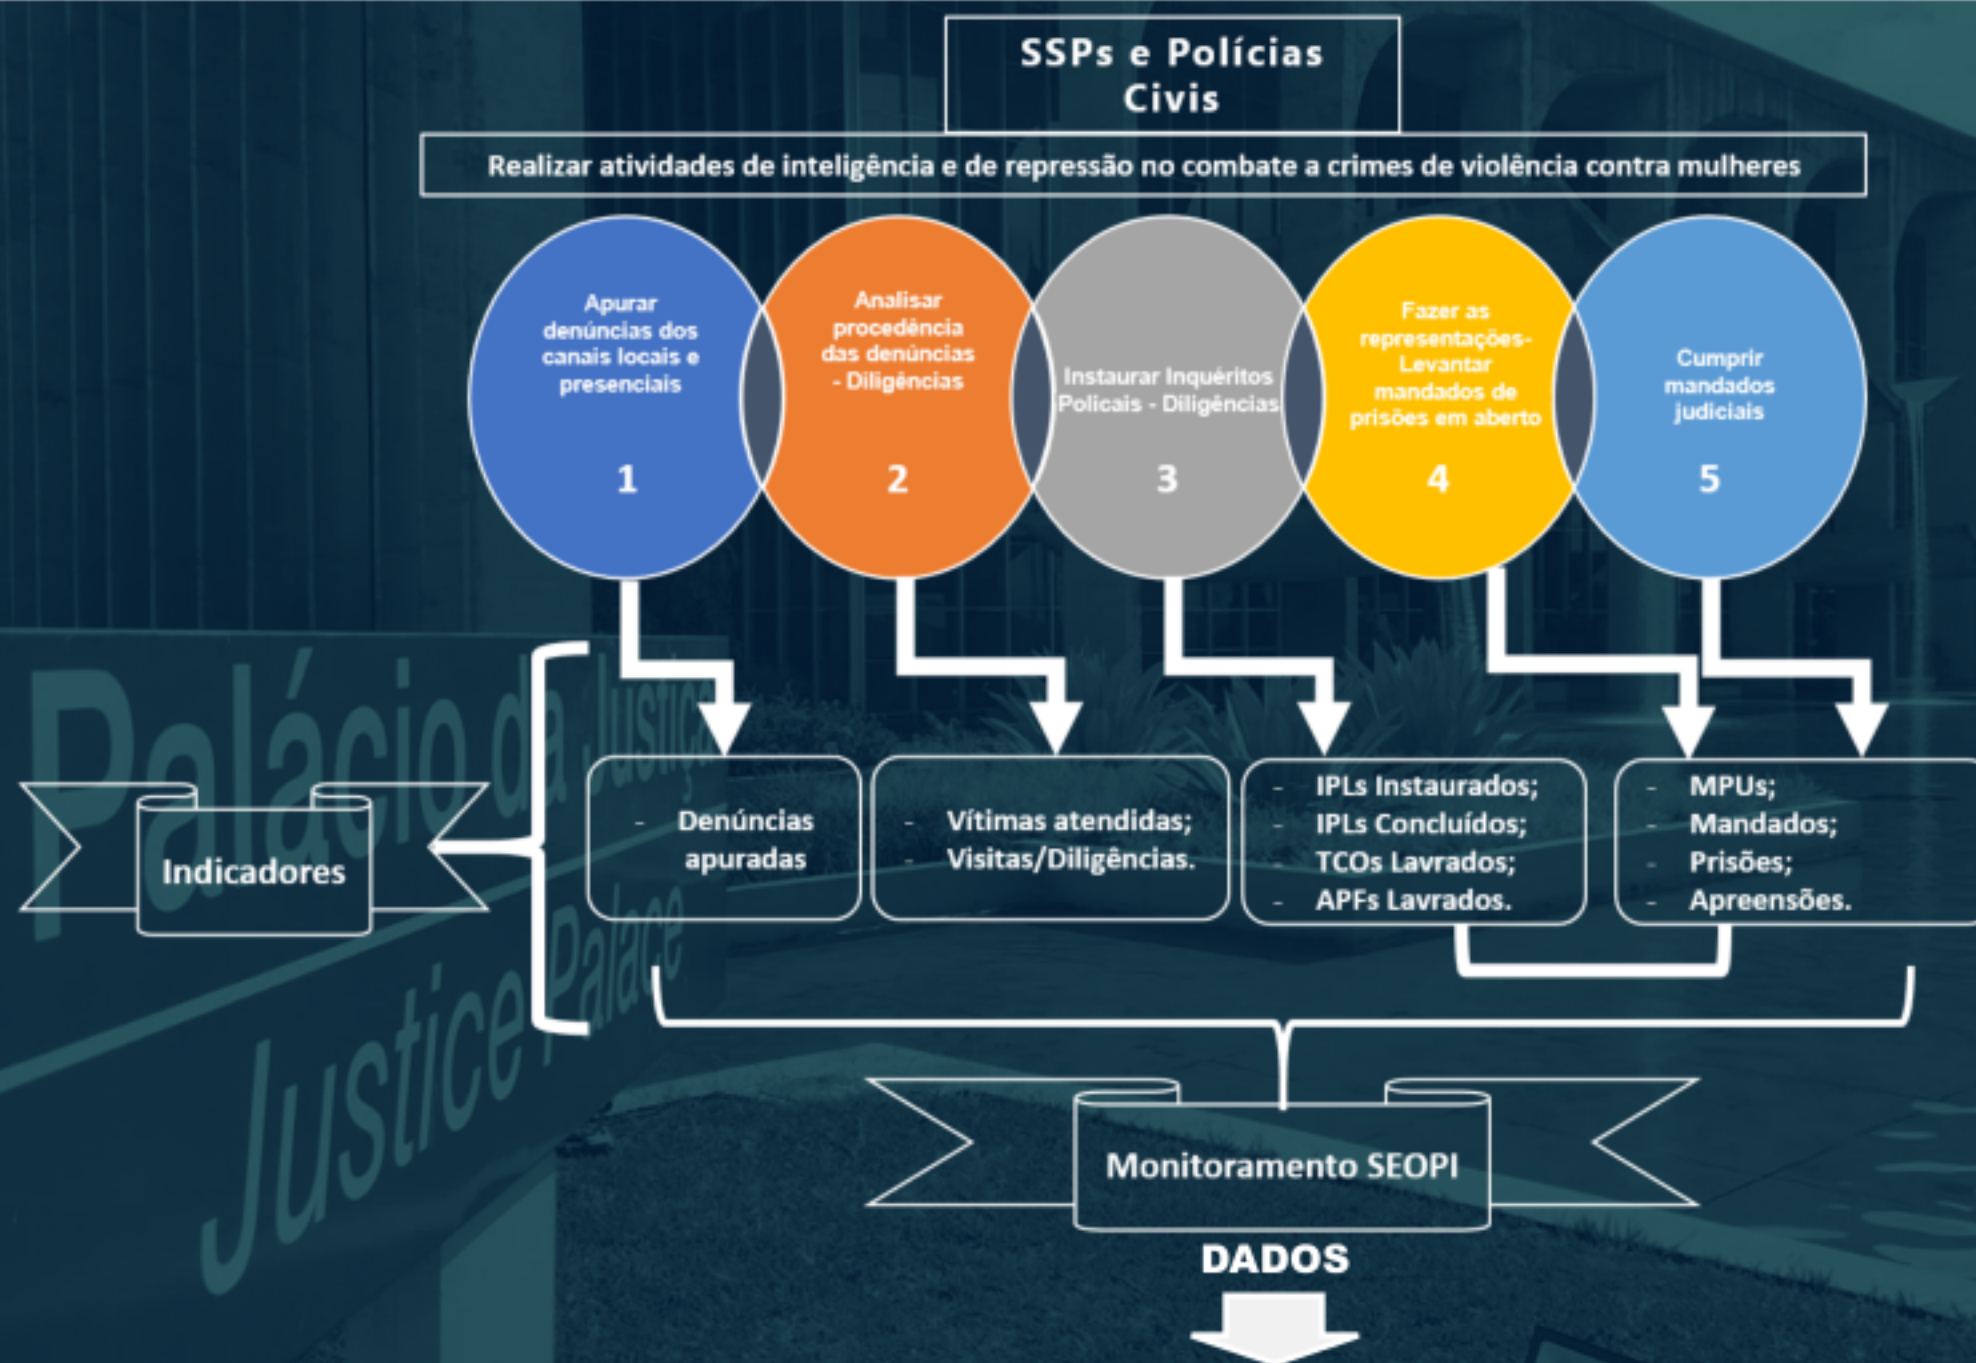 SSPs e Polícias
Civis
Realizar atividades de inteligência e de repressão no combate a crimes de violência contra mulheres
Apurar
denúncias dos
canais locais e
presenciais
1
Analisar
procedência
das denúncias
- Diligências
2
Instaurar Inquéritos
Policais - Diligências
3
Fazer as
representações-
Levantar
mandados de
prisões em aberto
4
Cumprir
mandados
judiciais
5
Indicadores
- Denúncias
apuradas
- Vítimas atendidas;
- Visitas/Diligências.
- IPLs Instaurados;
- IPLs Concluídos;
- TCOs Lavrados;
- APFs Lavrados.
- MPUs;
- Mandados;
- Prisões;
- Apreensões.
Monitoramento SEOPI
DADOS
Palácio da Justiça
Justice Palace